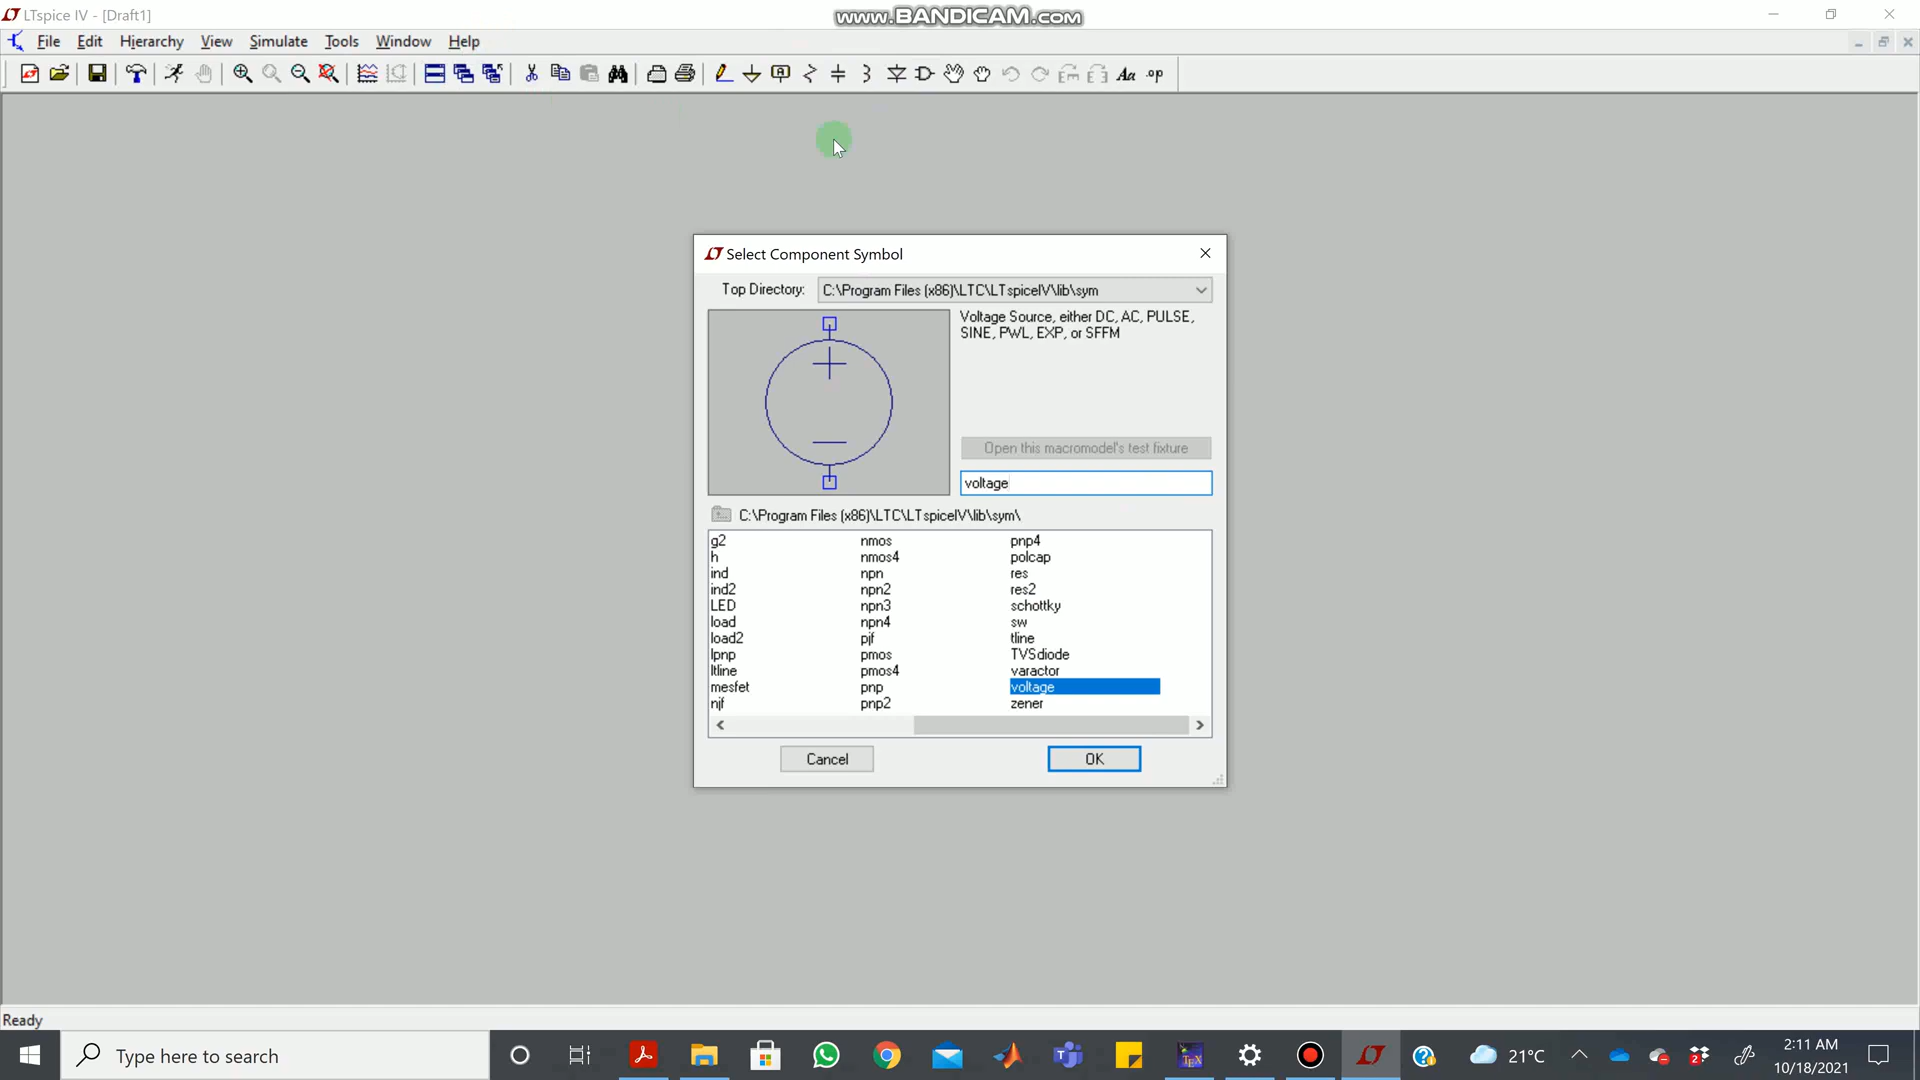 LTspice IV - [Draft1]
www.BANDICAM.com
File Edit Hierarchy View Simulate Tools Window Help
Aa .op
Select Component Symbol
Top Directory: C:\Program Files (x86)\LTC\LTspiceIV\lib\sym
Voltage Source, either DC, AC, PULSE,
SINE, PWL, EXP, or SFFM
Open this macromodel's test fixture
voltage
C:\Program Files (x86)\LTC\LTspiceIV\lib\sym\
g2 nmos pnp4
h nmos4 polcap
ind npn res
ind2 npn2 res2
LED npn3 schottky
load npn4 sw
load2 pjf tline
lpnp pmos TVSdiode
ltline pmos4 varactor
mesfet pnp voltage
njf pnp2 zener
Cancel OK
Ready
Type here to search
21°C
2:11 AM
10/18/2021